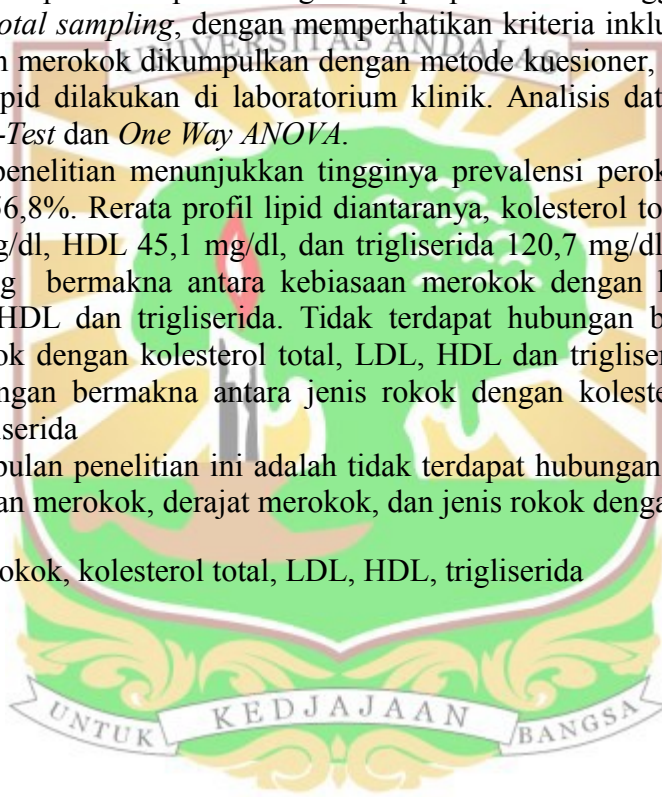 otal sampling, dengan memperhatikan kriteria inklu
UNIVERSITAS ANDALAS
n merokok dikumpulkan dengan metode kuesioner,
pid dilakukan di laboratorium klinik. Analisis dat
-Test dan One Way ANOVA.
penelitian menunjukkan tingginya prevalensi perok
56,8%. Rerata profil lipid diantaranya, kolesterol to
g/dl, HDL 45,1 mg/dl, dan trigliserida 120,7 mg/dl
g bermakna antara kebiasaan merokok dengan
HDL dan trigliserida. Tidak terdapat hubungan b
ok dengan kolesterol total, LDL, HDL dan trigliser
ngan bermakna antara jenis rokok dengan koleste
iserida
pulan penelitian ini adalah tidak terdapat hubungan
an merokok, derajat merokok, dan jenis rokok denga
okok, kolesterol total, LDL, HDL, trigliserida
UNTUK KEDJAJAAN BANGSA